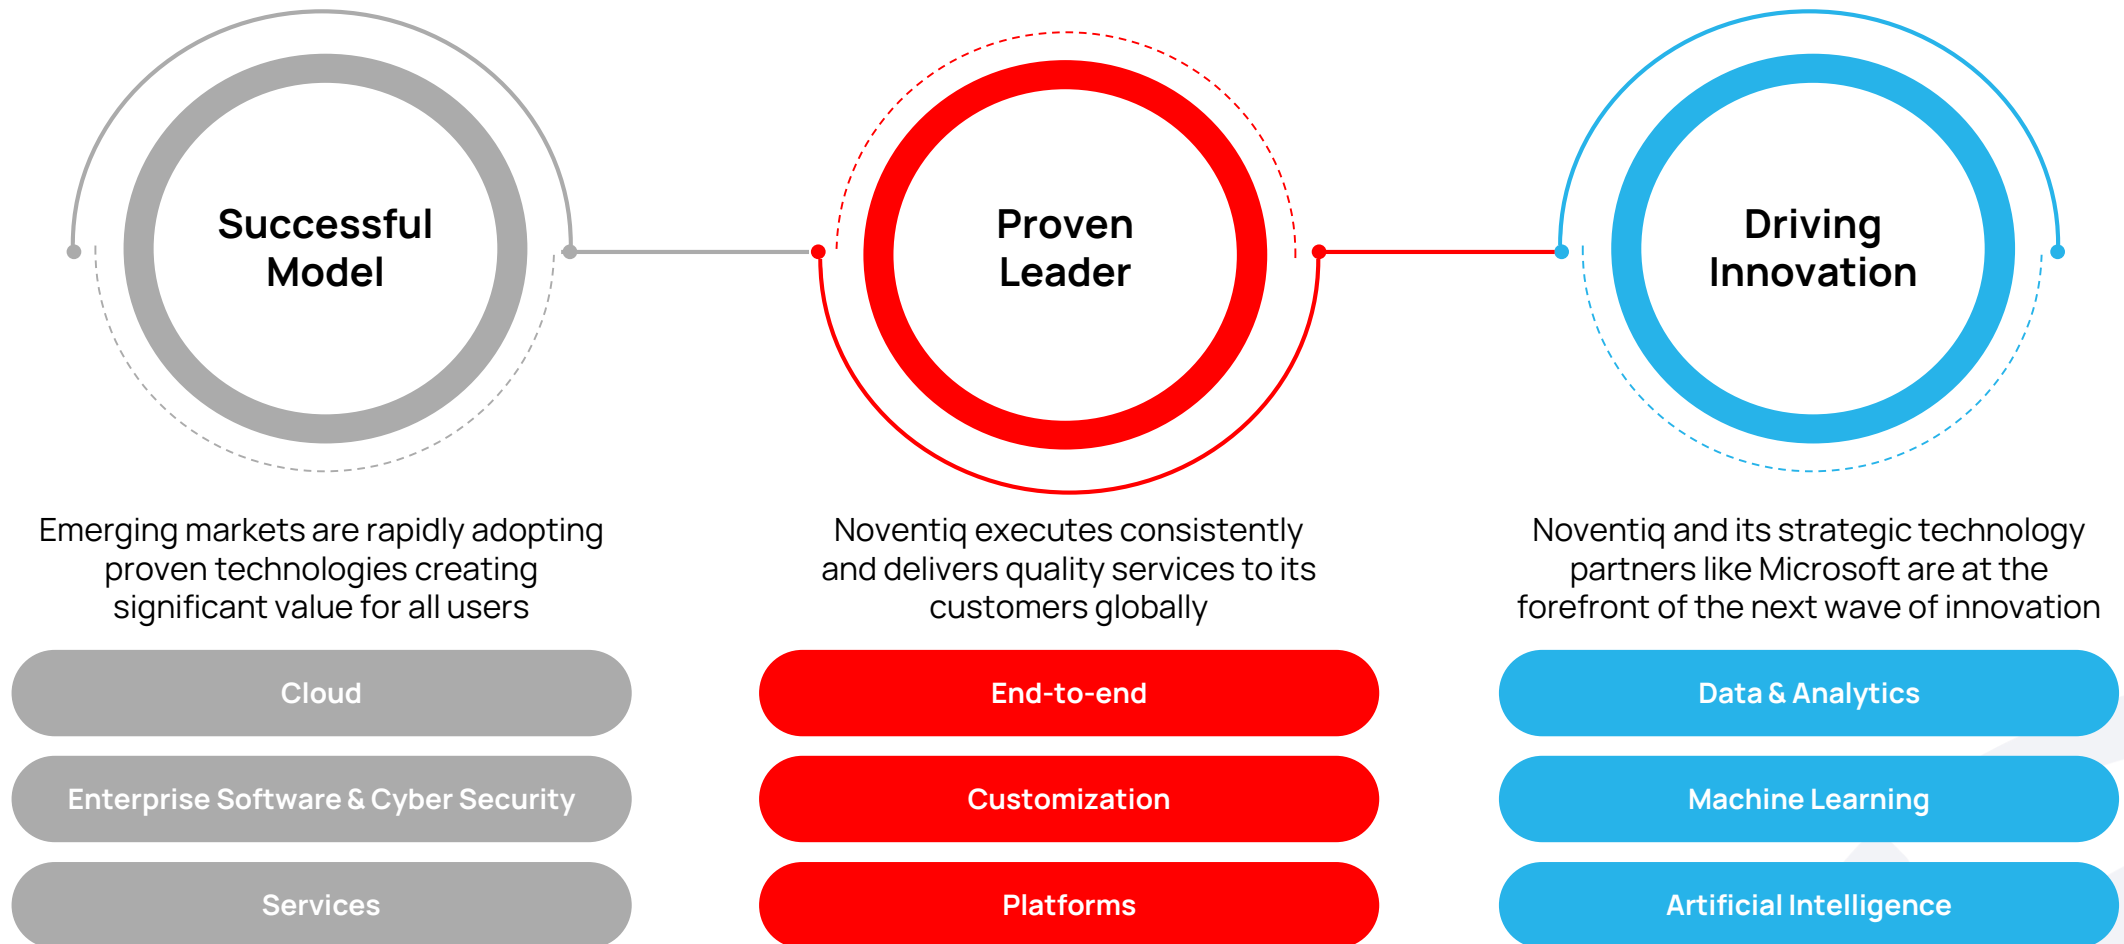 Successful
Model
Emerging markets are rapidly adopting
proven technologies creating
significant value for all users
Cloud
Enterprise Software & Cyber Security
Services
Proven
Leader
Noventiq executes consistently
and delivers quality services to its
customers globally
End-to-end
Customization
Platforms
Driving
Innovation
Noventiq and its strategic technology
partners like Microsoft are at the
forefront of the next wave of innovation
Data & Analytics
Machine Learning
Artificial Intelligence